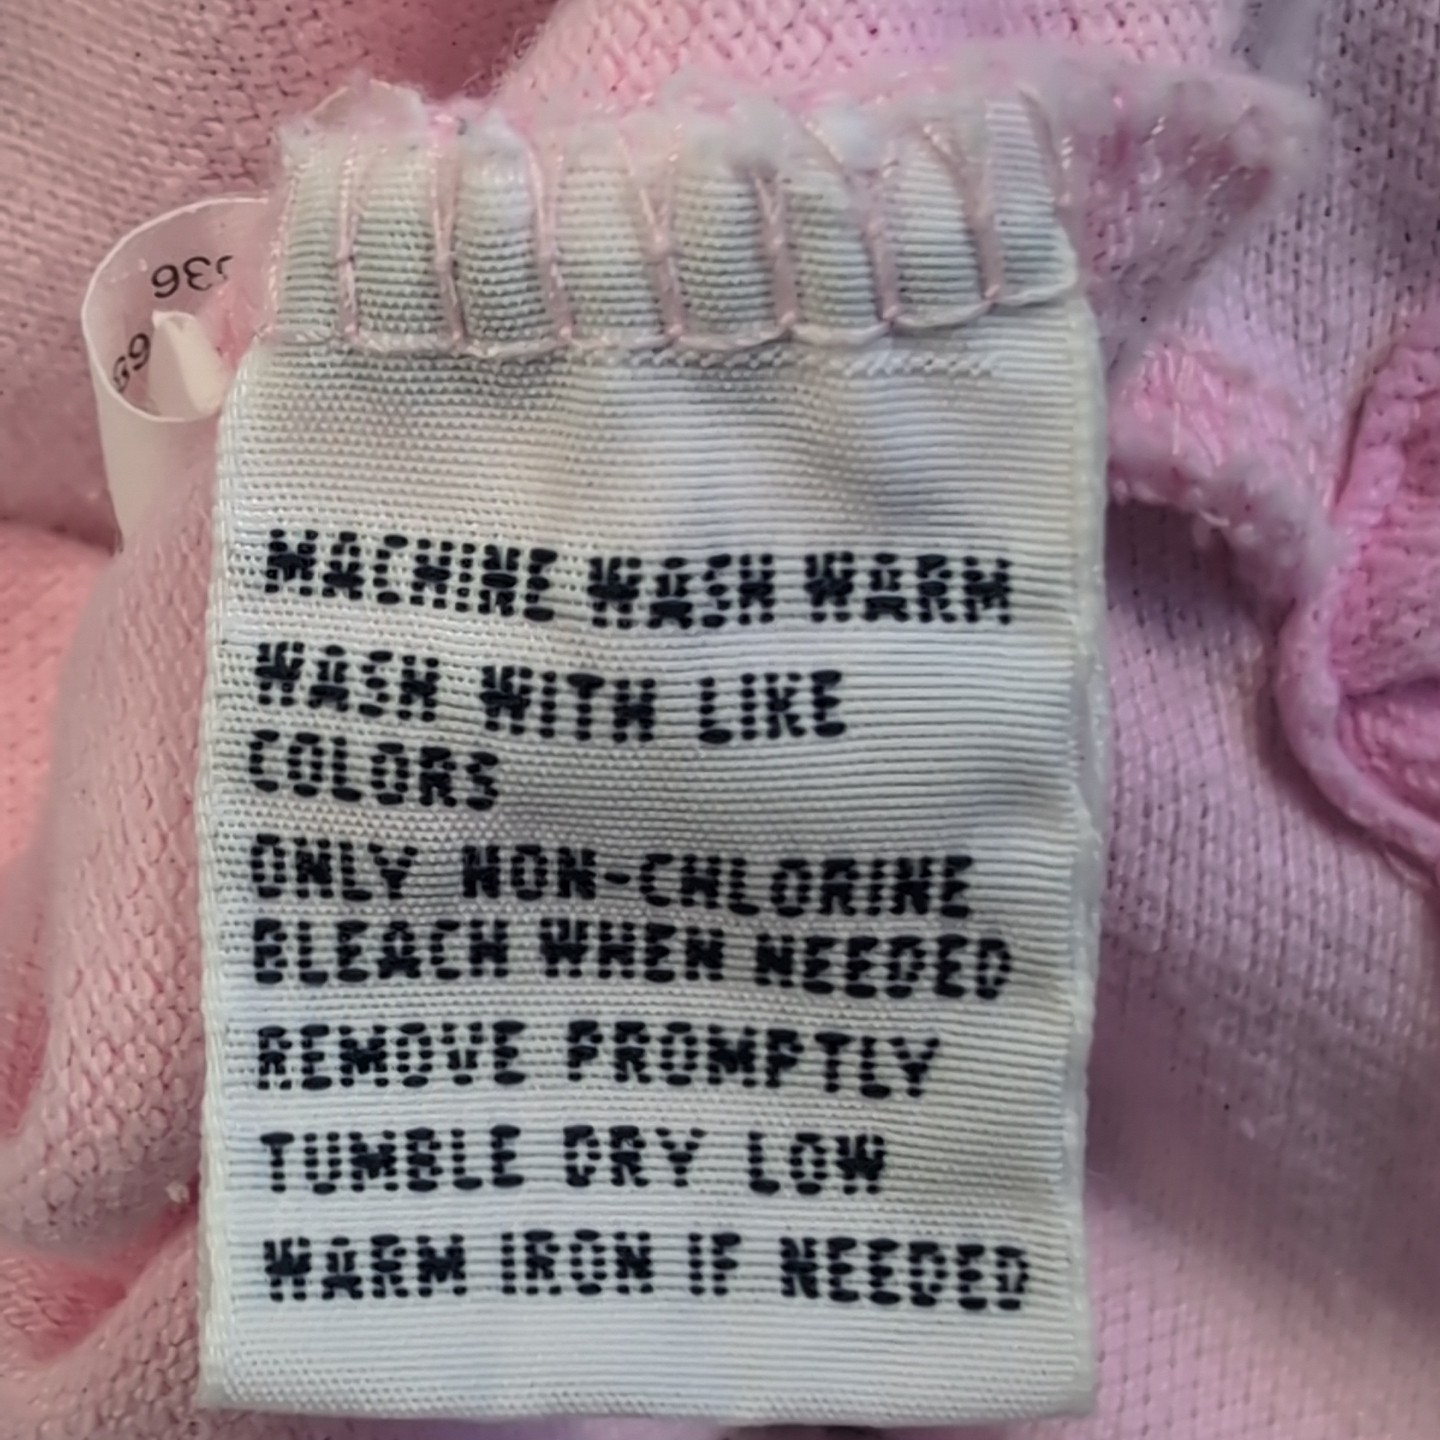 MACHINE WASH WARM
WASH WITH LIKE
COLORS
ONLY NON-CHLORINE
BLEACH WHEN NEEDED
REMOVE PROMPTLY
TUMBLE DRY LOW
WARM IRON IF NEEDED